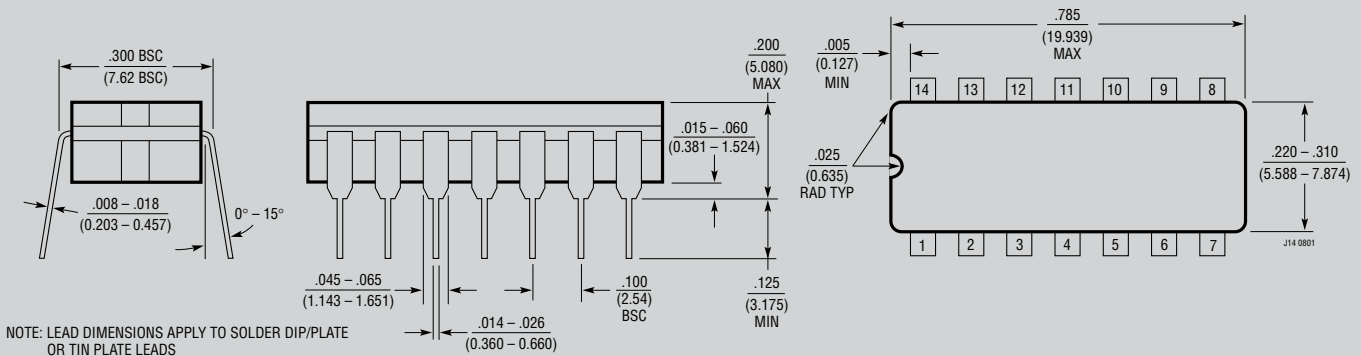 .300 BSC
(7.62 BSC)
.008 – .018
(0.203 – 0.457)
0° – 15°
NOTE: LEAD DIMENSIONS APPLY TO SOLDER DIP/PLATE
OR TIN PLATE LEADS
.200
(5.080)
MAX
.015 – .060
(0.381 – 1.524)
.045 – .065
(1.143 – 1.651)
.014 – .026
(0.360 – 0.660)
.100
(2.54)
BSC
.125
(3.175)
MIN
.005
(0.127)
MIN
.785
(19.939)
MAX
14 13 12 11 10 9 8
.025
(0.635)
RAD TYP
.220 – .310
(5.588 – 7.874)
1 2 3 4 5 6 7
J14 0801